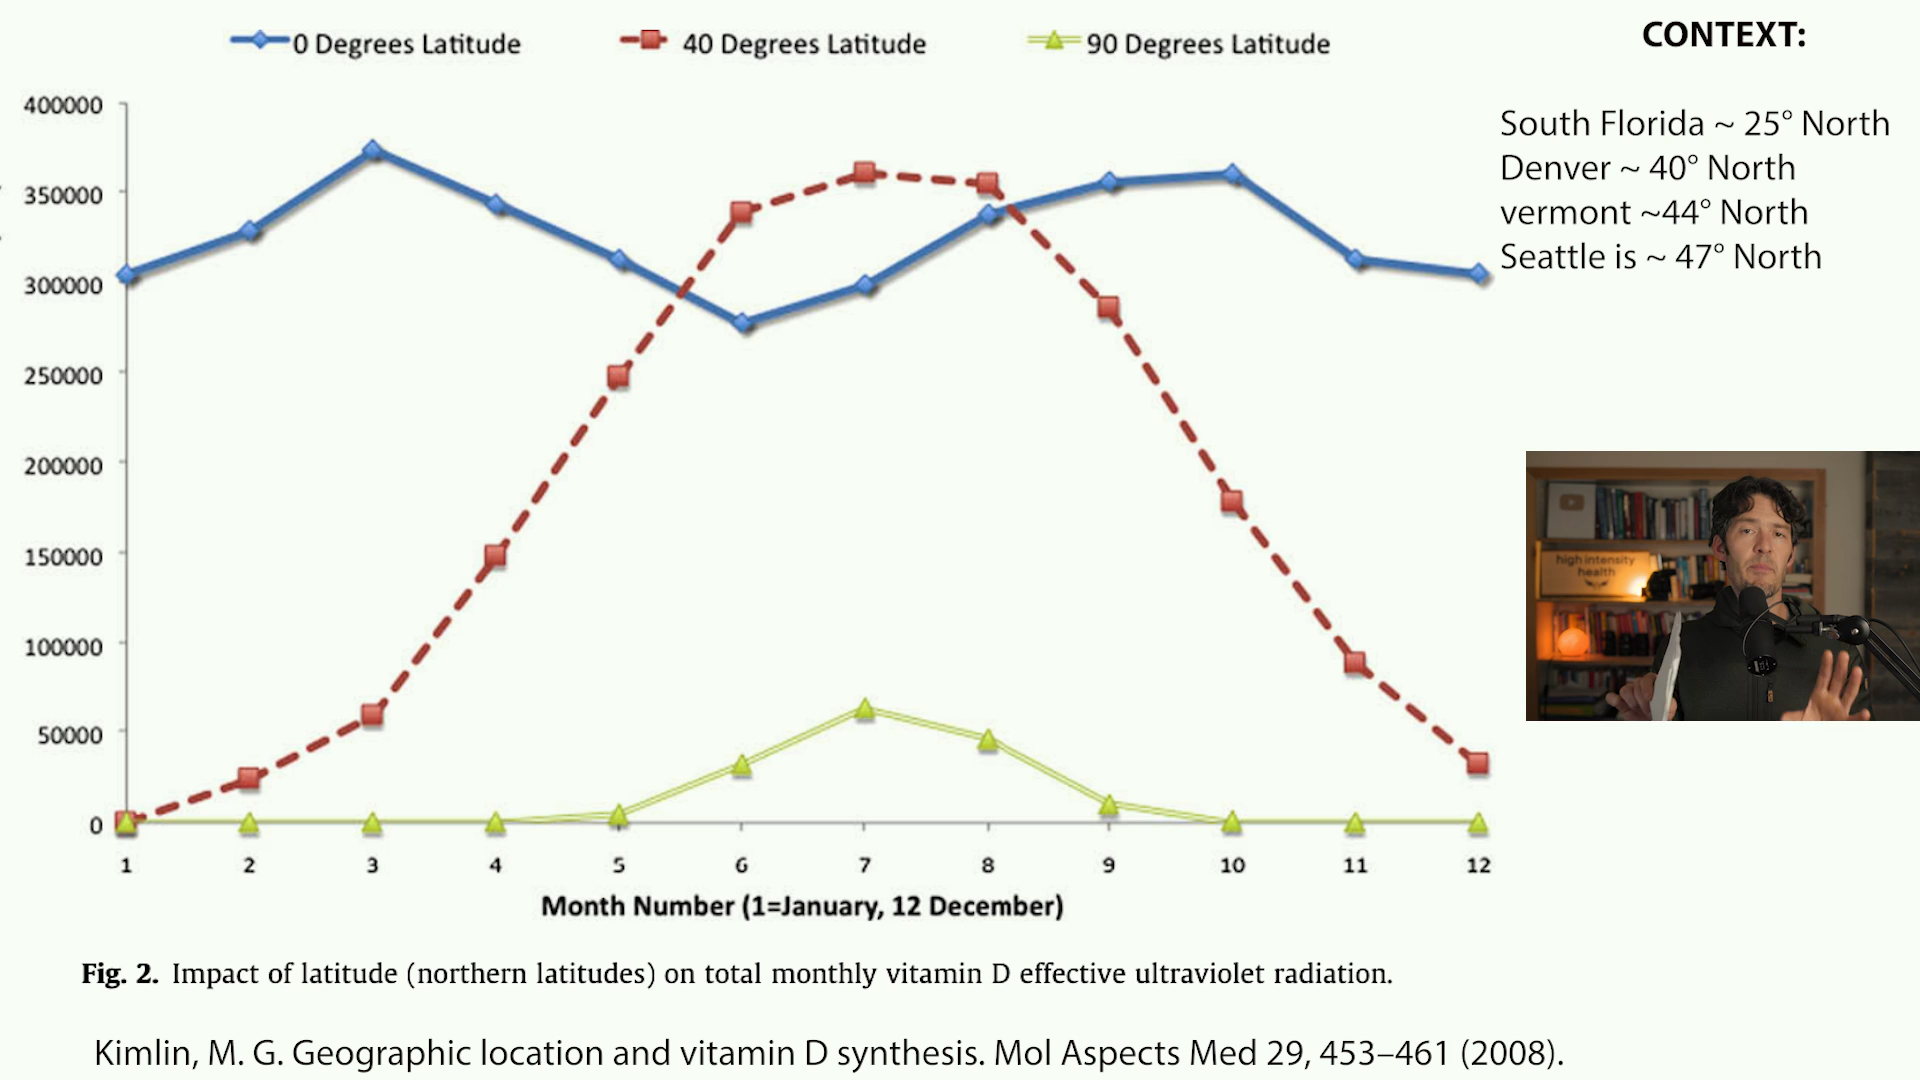 0 Degrees Latitude
40 Degrees Latitude
90 Degrees Latitude
CONTEXT:
South Florida ~ 25° North
Denver ~ 40° North
vermont ~44° North
Seattle is ~ 47° North
400000
350000
300000
250000
200000
150000
100000
50000
0
1 2 3 4 5 6 7 8 9 10 11 12
Month Number (1=January, 12 December)
high intensity
health
Fig. 2. Impact of latitude (northern latitudes) on total monthly vitamin D effective ultraviolet radiation.
Kimlin, M. G. Geographic location and vitamin D synthesis. Mol Aspects Med 29, 453–461 (2008).